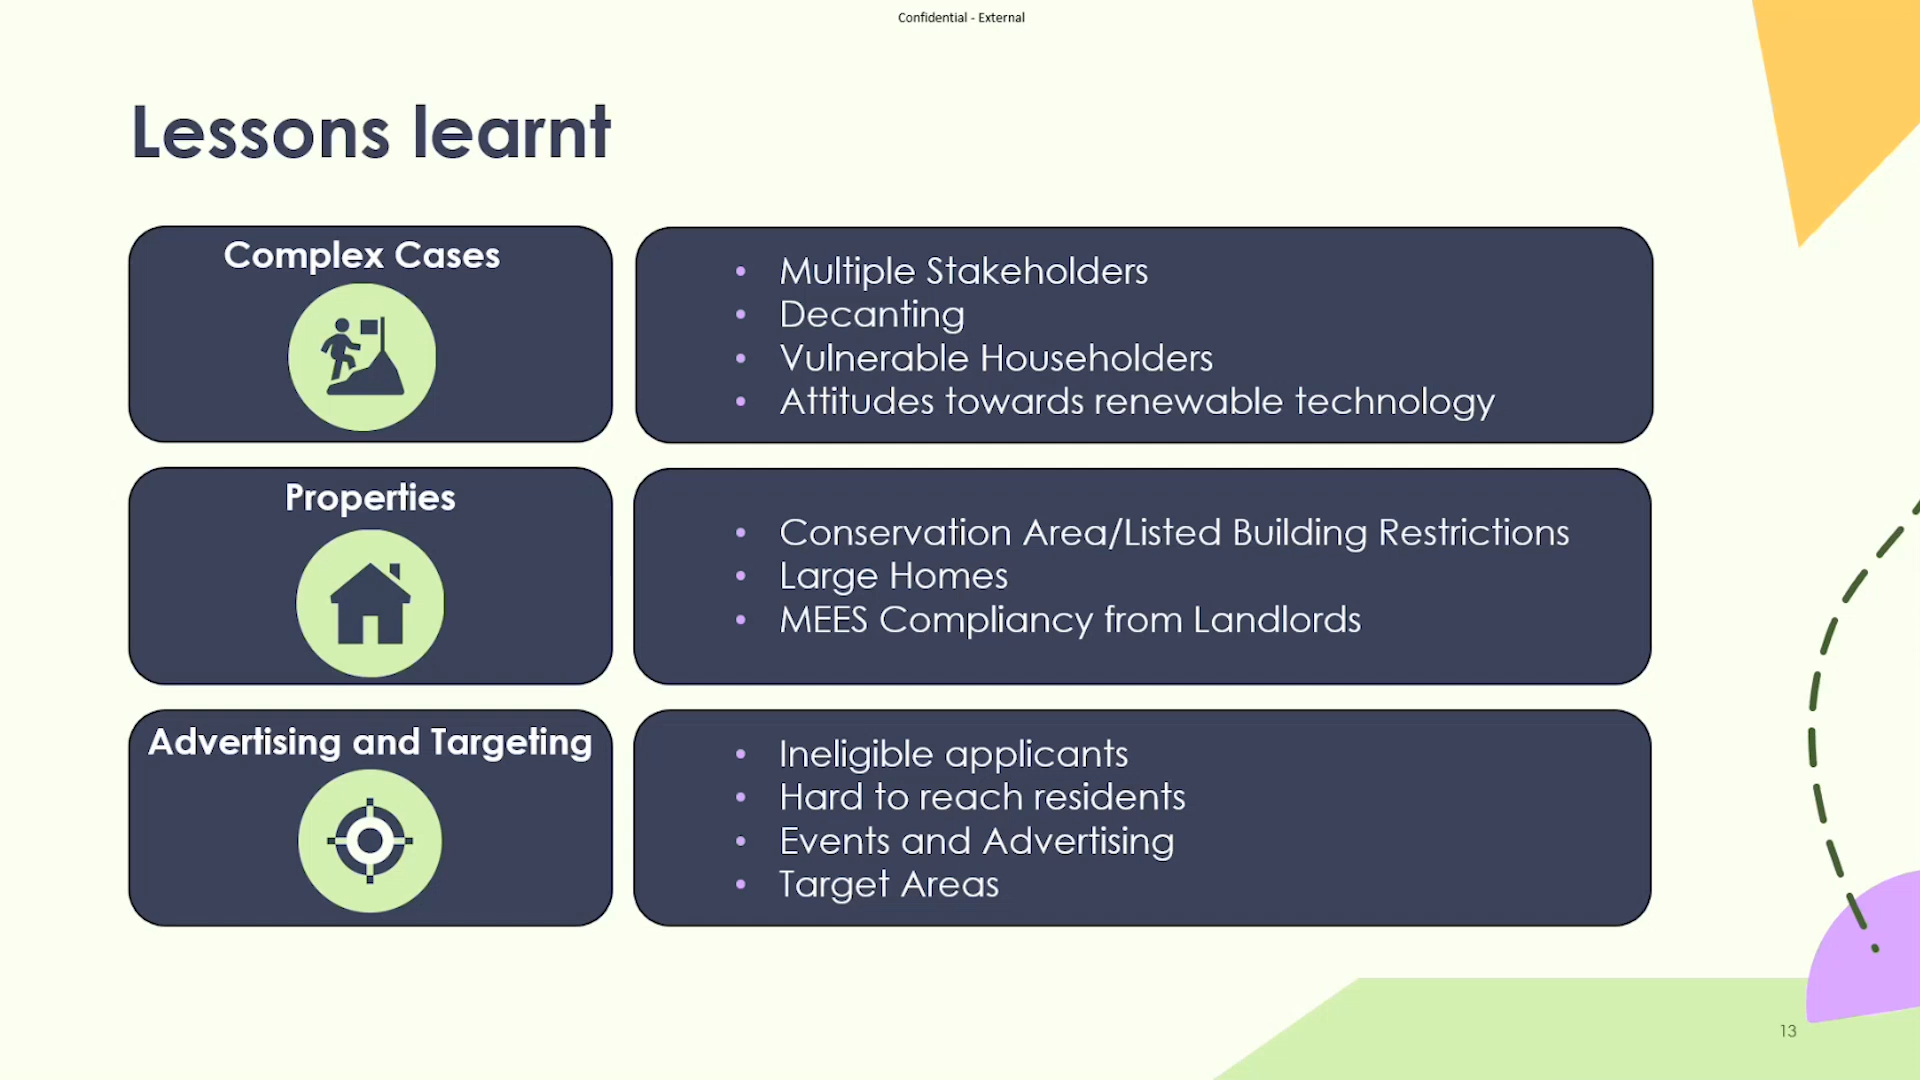 Confidential - External
Lessons learnt
Complex Cases
• Multiple Stakeholders
• Decanting
• Vulnerable Householders
• Attitudes towards renewable technology
Properties
• Conservation Area/Listed Building Restrictions
• Large Homes
• MEES Compliancy from Landlords
Advertising and Targeting
• Ineligible applicants
• Hard to reach residents
• Events and Advertising
• Target Areas
13